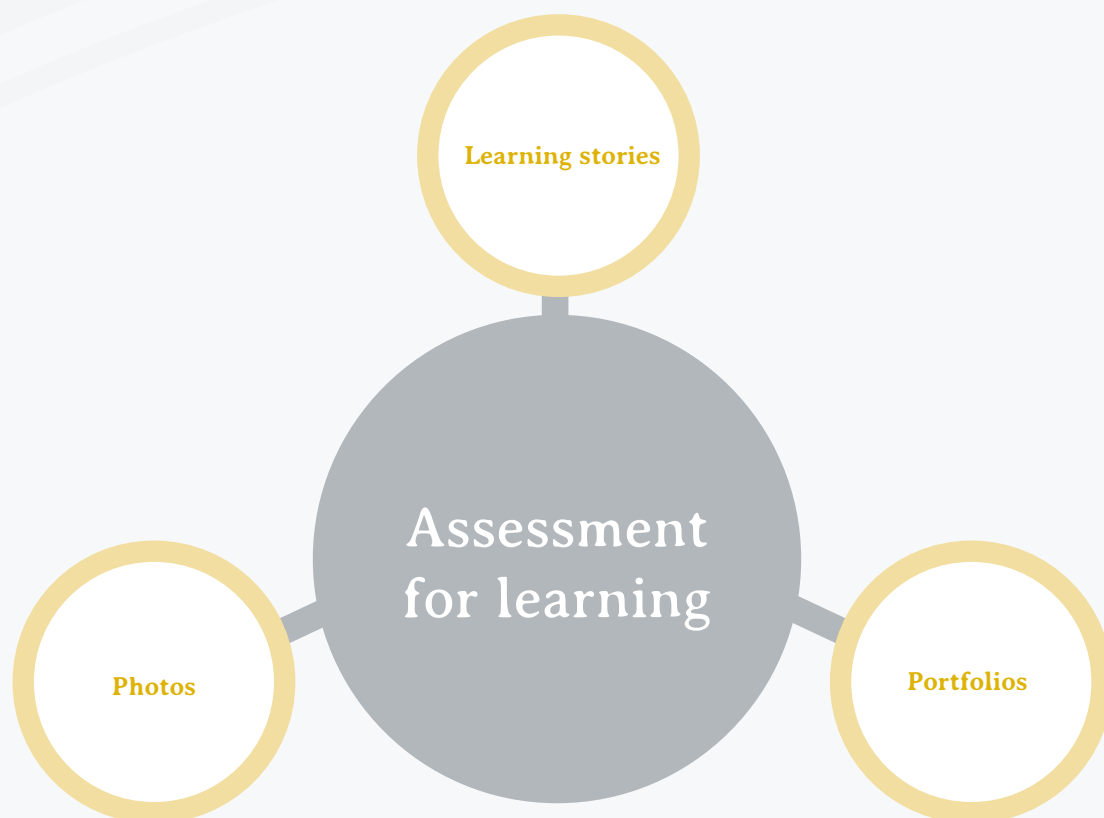 Learning stories
Assessment
for learning
Photos
Portfolios